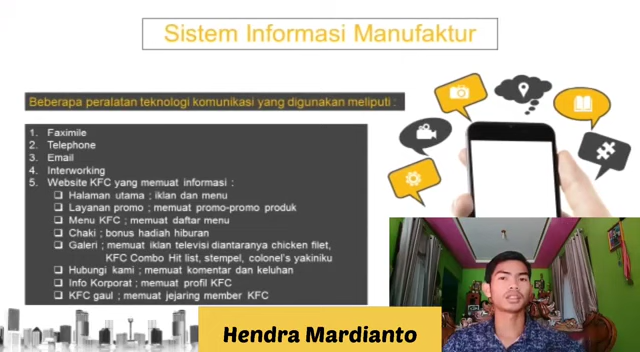 Sistem Informasi Manufaktur
Beberapa peralatan teknologi komunikasi yang digunakan meliputi :
1. Faximile
2. Telephone
3. Email
4. Interworking
5. Website KFC yang memuat informasi :
❑ Halaman utama ; iklan dan menu
❑ Layanan promo ; memuat promo-promo produk
❑ Menu KFC ; memuat daftar menu
❑ Chaki ; bonus hadiah hiburan
❑ Galeri ; memuat iklan televisi diantaranya chicken filet,
KFC Combo Hit list, stempel, colonel's yakiniku
❑ Hubungi kami ; memuat komentar dan keluhan
❑ Info Korporat ; memuat profil KFC
❑ KFC gaul ; memuat jejaring member KFC
Hendra Mardianto